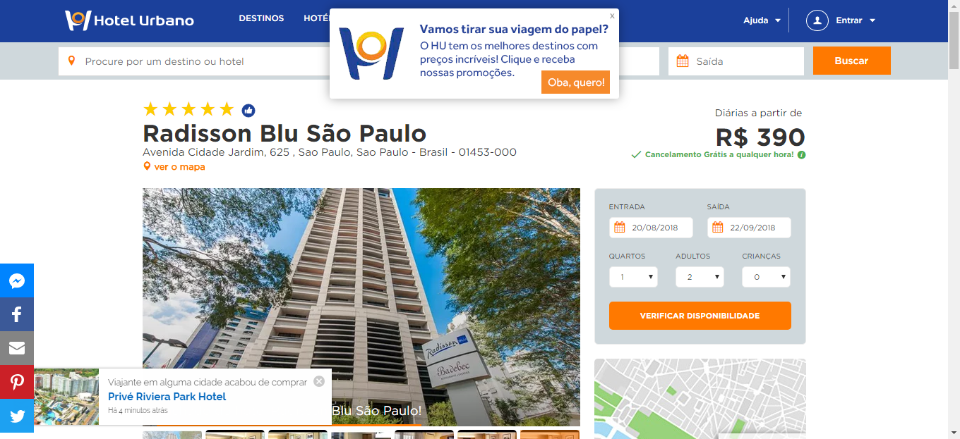 Hotel Urbano
DESTINOS
Ajuda
Entrar
x
Vamos tirar sua viagem do papel?
O HU tem os melhores destinos com
preços incríveis! Clique e receba
nossas promoções.
Oba, quero!
Procure por um destino ou hotel
Saída
Buscar
Radisson Blu São Paulo
Avenida Cidade Jardim, 625 , Sao Paulo, Sao Paulo - Brasil - 01453-000
ver o mapa
Diárias a partir de
R$ 390
Cancelamento Grátis a qualquer hora!
ENTRADA
SAÍDA
20/08/2018
22/09/2018
QUARTOS
ADULTOS
CRIANÇAS
1
2
0
VERIFICAR DISPONIBILIDADE
Radisson
Badebec
Blu São Paulo!
Viajante em alguma cidade acabou de comprar
Privé Riviera Park Hotel
Há 4 minutos atrás